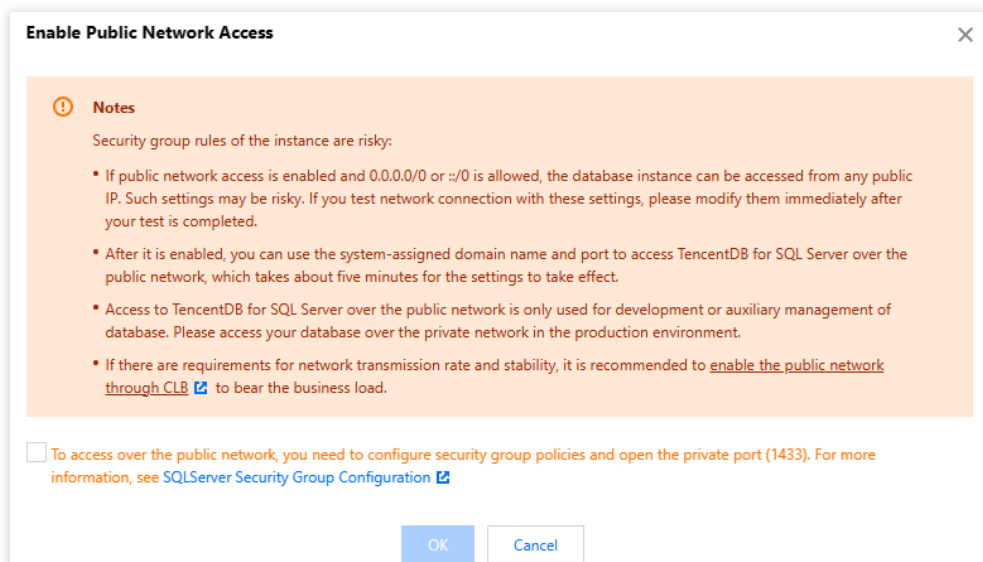 Enable Public Network Access
Notes
Security group rules of the instance are risky:
• If public network access is enabled and 0.0.0.0/0 or ::/0 is allowed, the database instance can be accessed from any public
IP. Such settings may be risky. If you test network connection with these settings, please modify them immediately after
your test is completed.
• After it is enabled, you can use the system-assigned domain name and port to access TencentDB for SQL Server over the
public network, which takes about five minutes for the settings to take effect.
• Access to TencentDB for SQL Server over the public network is only used for development or auxiliary management of
database. Please access your database over the private network in the production environment.
• If there are requirements for network transmission rate and stability, it is recommended to enable the public network
through CLB to bear the business load.
To access over the public network, you need to configure security group policies and open the private port (1433). For more
information, see SQLServer Security Group Configuration
OK Cancel